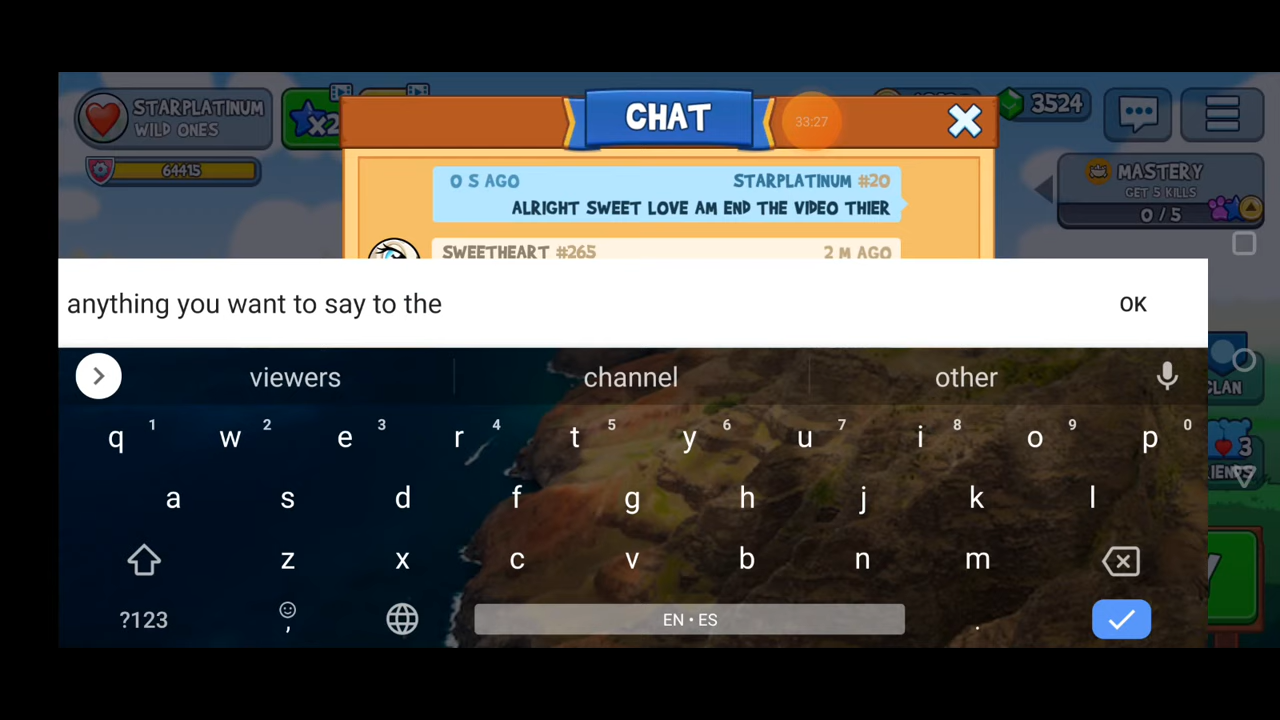 STARPLATINUM
WILD ONES
64415
X2
CHAT
33:27
3524
MASTERY
GET 5 KILLS
0 / 5
0 S AGO
STARPLATINUM #20
ALRIGHT SWEET LOVE AM END THE VIDEO THIER
SWEETHEART #265
2 M AGO
anything you want to say to the
OK
viewers
channel
other
CLAN
3
q 1 w 2 e 3 r 4 t 5 y 6 u 7 i 8 o 9 p 0
a s d f g h j k l
z x c v b n m
?123
,
EN • ES
.